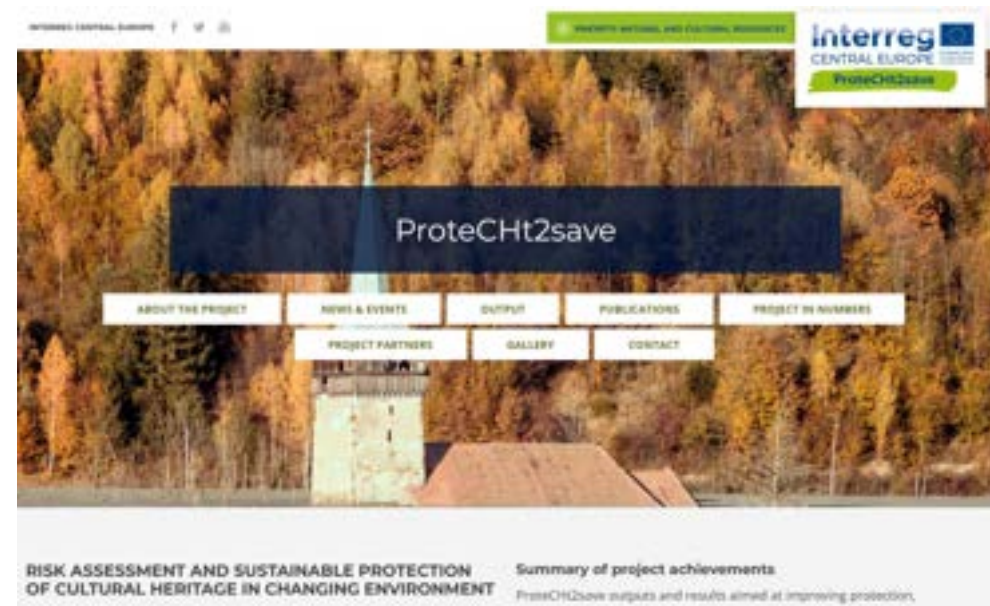 INTERREG CENTRAL EUROPE
PRIORITY NATURAL AND CULTURAL RESOURCES
Interreg
CENTRAL EUROPE
ProteCHt2save
ProteCHt2save
ABOUT THE PROJECT
NEWS & EVENTS
OUTPUT
PUBLICATIONS
PROJECT IN NUMBERS
PROJECT PARTNERS
GALLERY
CONTACT
RISK ASSESSMENT AND SUSTAINABLE PROTECTION
OF CULTURAL HERITAGE IN CHANGING ENVIRONMENT
Summary of project achievements
ProteCHt2save outputs and results aimed at improving protection,